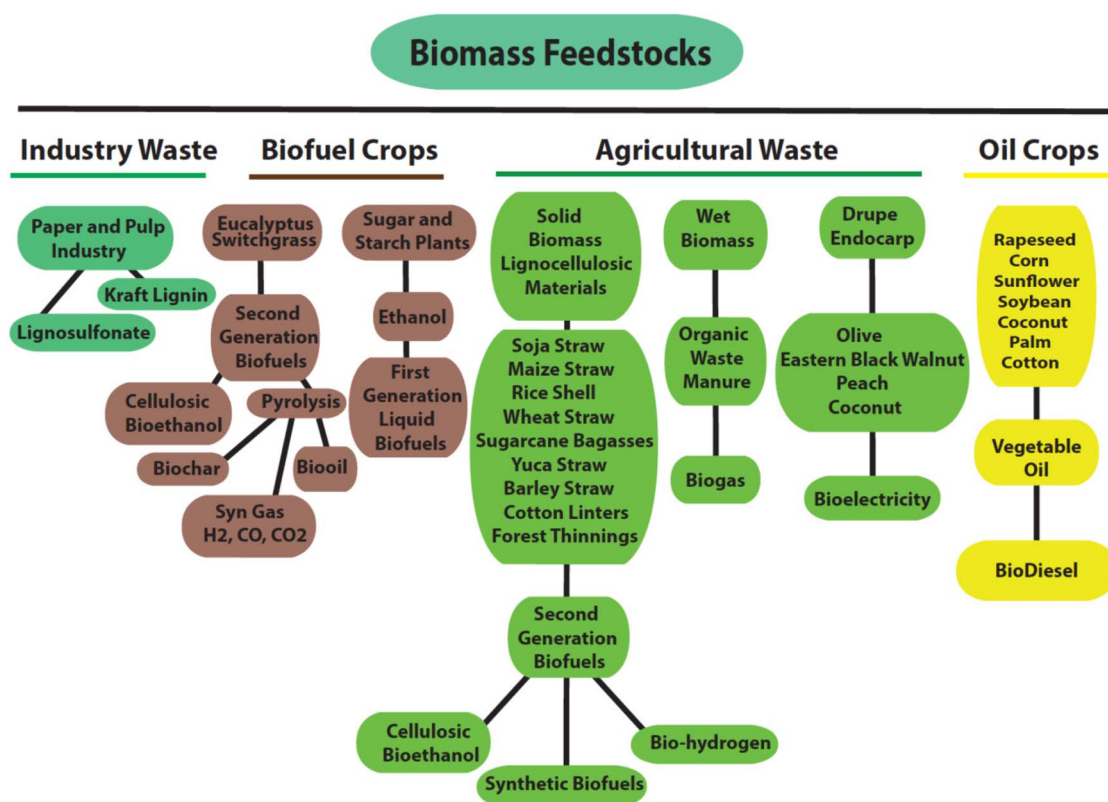 Biomass Feedstocks
Industry Waste
Paper and Pulp
Industry
Kraft Lignin
Lignosulfonate
Biofuel Crops
Eucalyptus
Switchgrass
Second
Generation
Biofuels
Cellulosic
Bioethanol
Pyrolysis
Biochar
Biooil
Syn Gas
H2, CO, CO2
Sugar and
Starch Plants
Ethanol
First
Generation
Liquid
Biofuels
Agricultural Waste
Solid
Biomass
Lignocellulosic
Materials
Soja Straw
Maize Straw
Rice Shell
Wheat Straw
Sugarcane Bagasses
Yuca Straw
Barley Straw
Cotton Linters
Forest Thinnings
Second
Generation
Biofuels
Cellulosic
Bioethanol
Synthetic Biofuels
Bio-hydrogen
Wet
Biomass
Organic
Waste
Manure
Biogas
Drupe
Endocarp
Olive
Eastern Black Walnut
Peach
Coconut
Bioelectricity
Oil Crops
Rapeseed
Corn
Sunflower
Soybean
Coconut
Palm
Cotton
Vegetable
Oil
BioDiesel